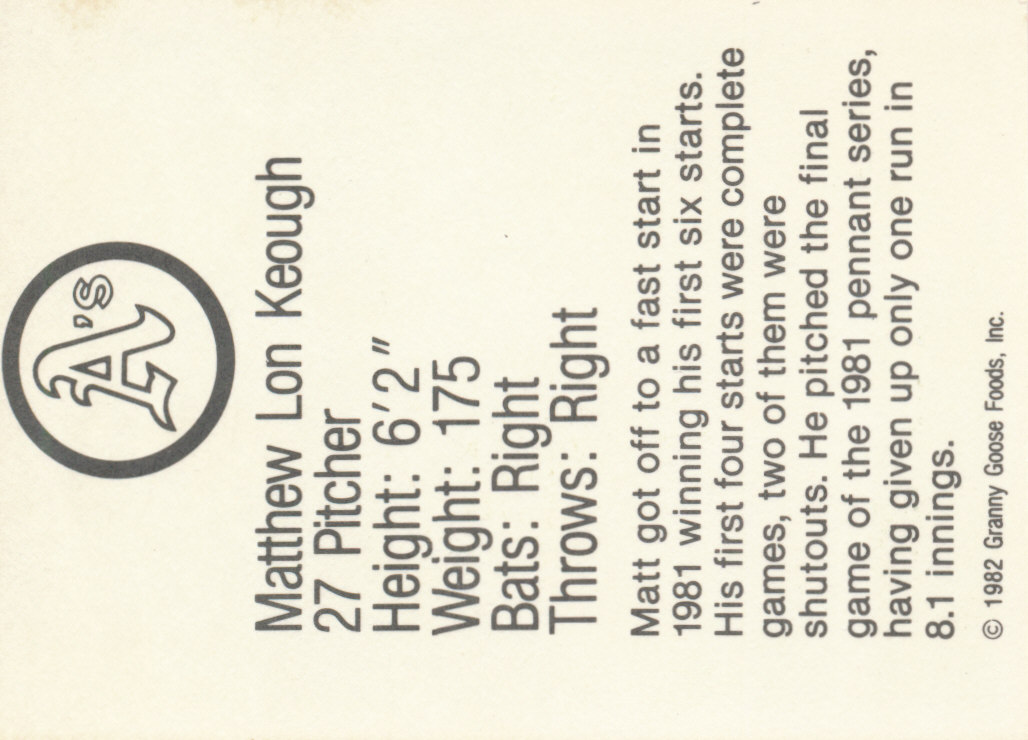 A's
Matthew Lon Keough
27 Pitcher
Height: 6'2"
Weight: 175
Bats: Right
Throws: Right
Matt got off to a fast start in
1981 winning his first six starts.
His first four starts were complete
games, two of them were
shutouts. He pitched the final
game of the 1981 pennant series,
having given up only one run in
8.1 innings.
© 1982 Granny Goose Foods, Inc.